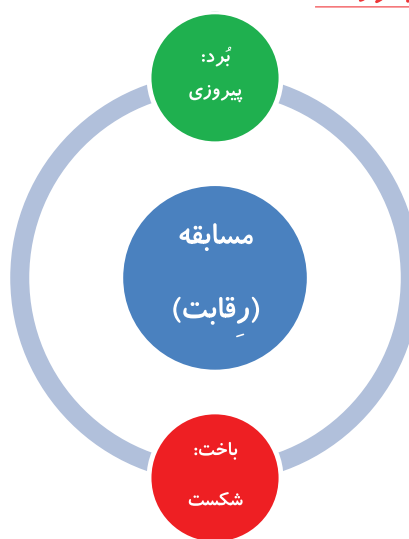 بُرد:
پیروزی
مسابقه
(رِقابت)
باخت:
شکست